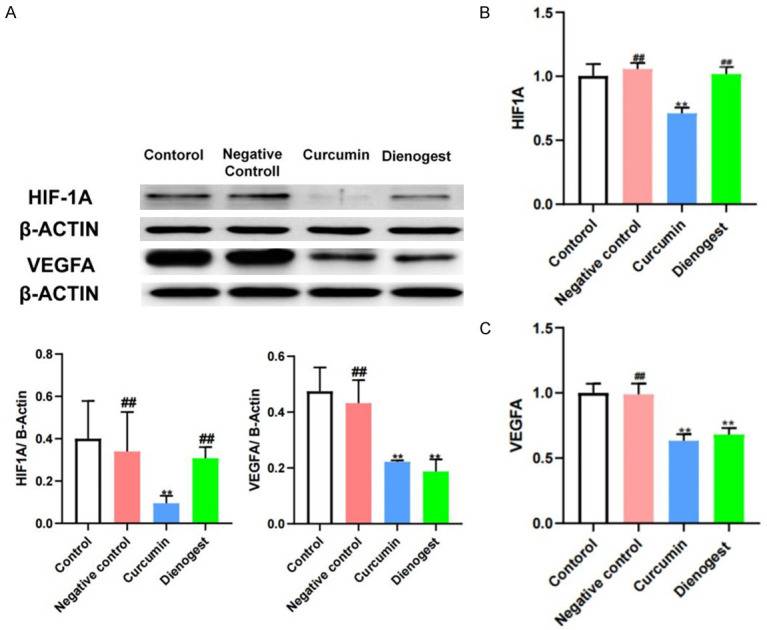 A
Contorol Negative Curcumin Dienogest
Controll
HIF-1A
β-ACTIN
VEGFA
β-ACTIN
HIF1A/ B-Actin
0.8
0.6
0.4
0.2
0.0
##
**
##
Contorol
Negative control
Curcumin
Dienogest
VEGFA/ B-Actin
0.6
0.4
0.2
0.0
##
**
**
Control
Negative control
Curcumin
Dienogest
B
HIF1A
1.5
1.0
0.5
0.0
##
**
##
Contorol
Negative control
Curcumin
Dienogest
C
VEGFA
1.5
1.0
0.5
0.0
##
**
**
Contorol
Negative control
Curcumin
Dienogest